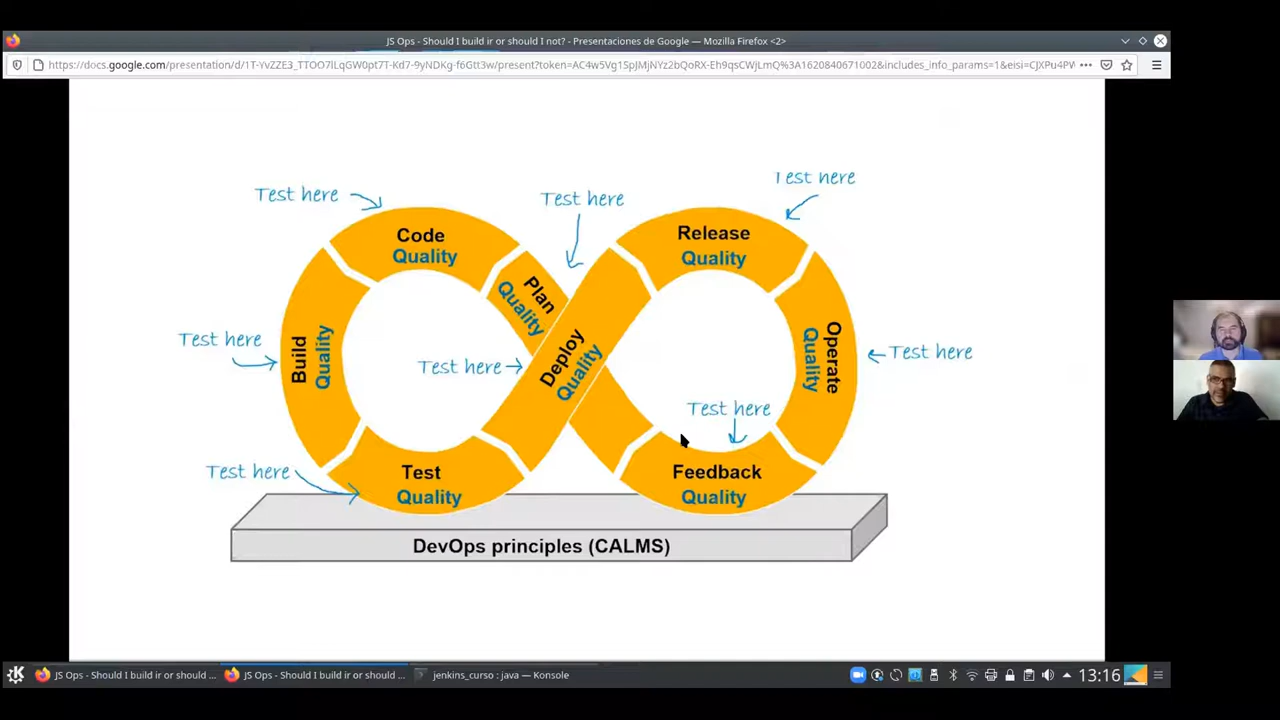 JS Ops - Should I build ir or should I not? - Presentaciones de Google — Mozilla Firefox <2>
Test here
Test here
Test here
Code
Quality
Release
Quality
Plan
Quality
Build
Quality
Test here
Test here
Deploy
Quality
Operate
Quality
Test here
Test here
Test here
Test
Quality
Feedback
Quality
DevOps principles (CALMS)
JS Ops - Should I build ir or should ...
JS Ops - Should I build ir or should ...
jenkins_curso : java — Konsole
13:16